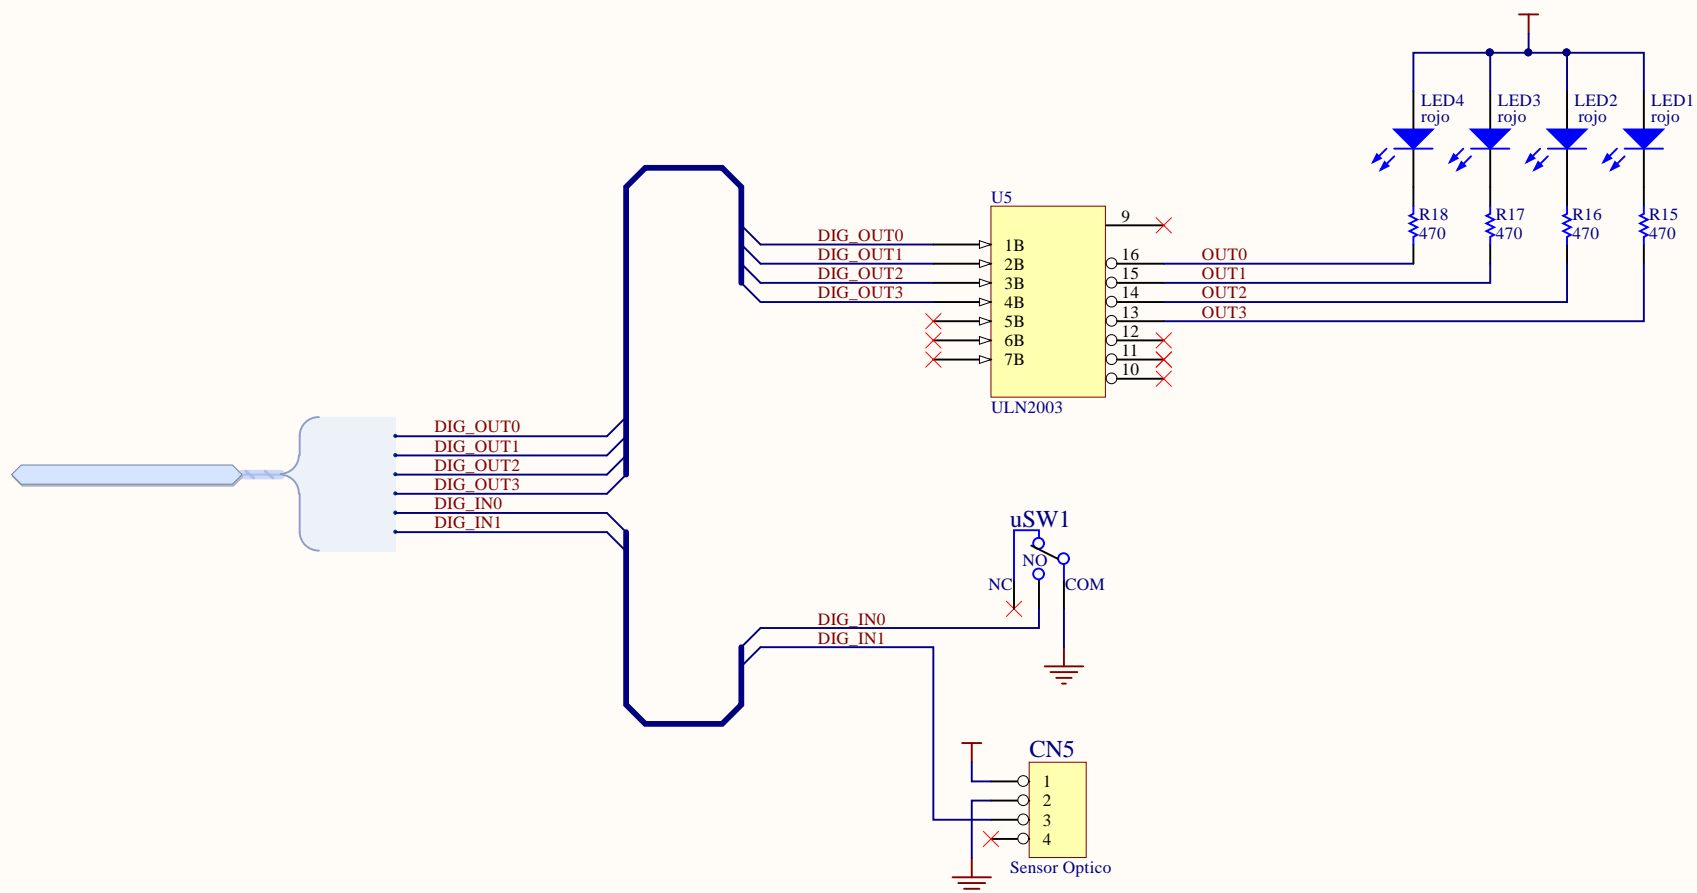 LED4
rojo
LED3
rojo
LED2
rojo
LED1
rojo
R18
470
R17
470
R16
470
R15
470
U5
DIG_OUT0
DIG_OUT1
DIG_OUT2
DIG_OUT3
1B
2B
3B
4B
5B
6B
7B
9
16
15
14
13
12
11
10
OUT0
OUT1
OUT2
OUT3
ULN2003
DIG_OUT0
DIG_OUT1
DIG_OUT2
DIG_OUT3
DIG_IN0
DIG_IN1
uSW1
NO
NC
COM
DIG_IN0
DIG_IN1
CN5
1
2
3
4
Sensor Optico